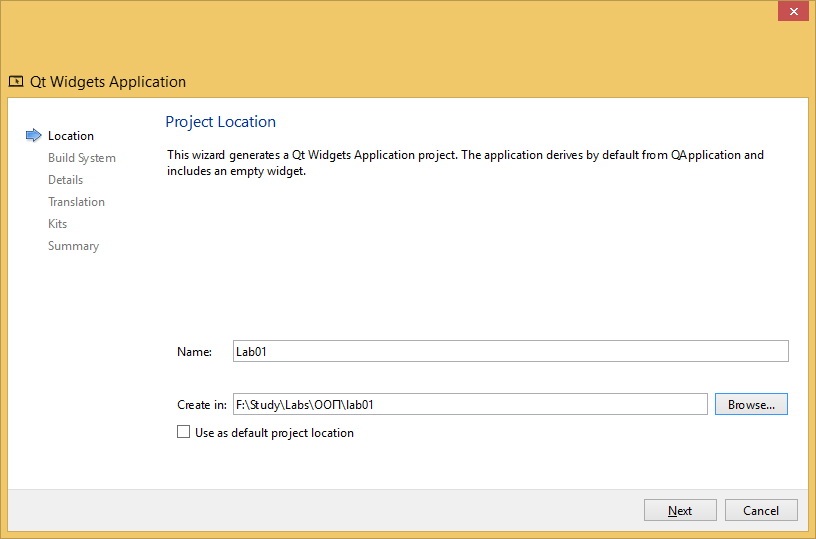 Qt Widgets Application
Location
Build System
Details
Translation
Kits
Summary
Project Location
This wizard generates a Qt Widgets Application project. The application derives by default from QApplication and
includes an empty widget.
Name: Lab01
Create in: F:\Study\Labs\ООП\lab01 Browse...
Use as default project location
Next Cancel